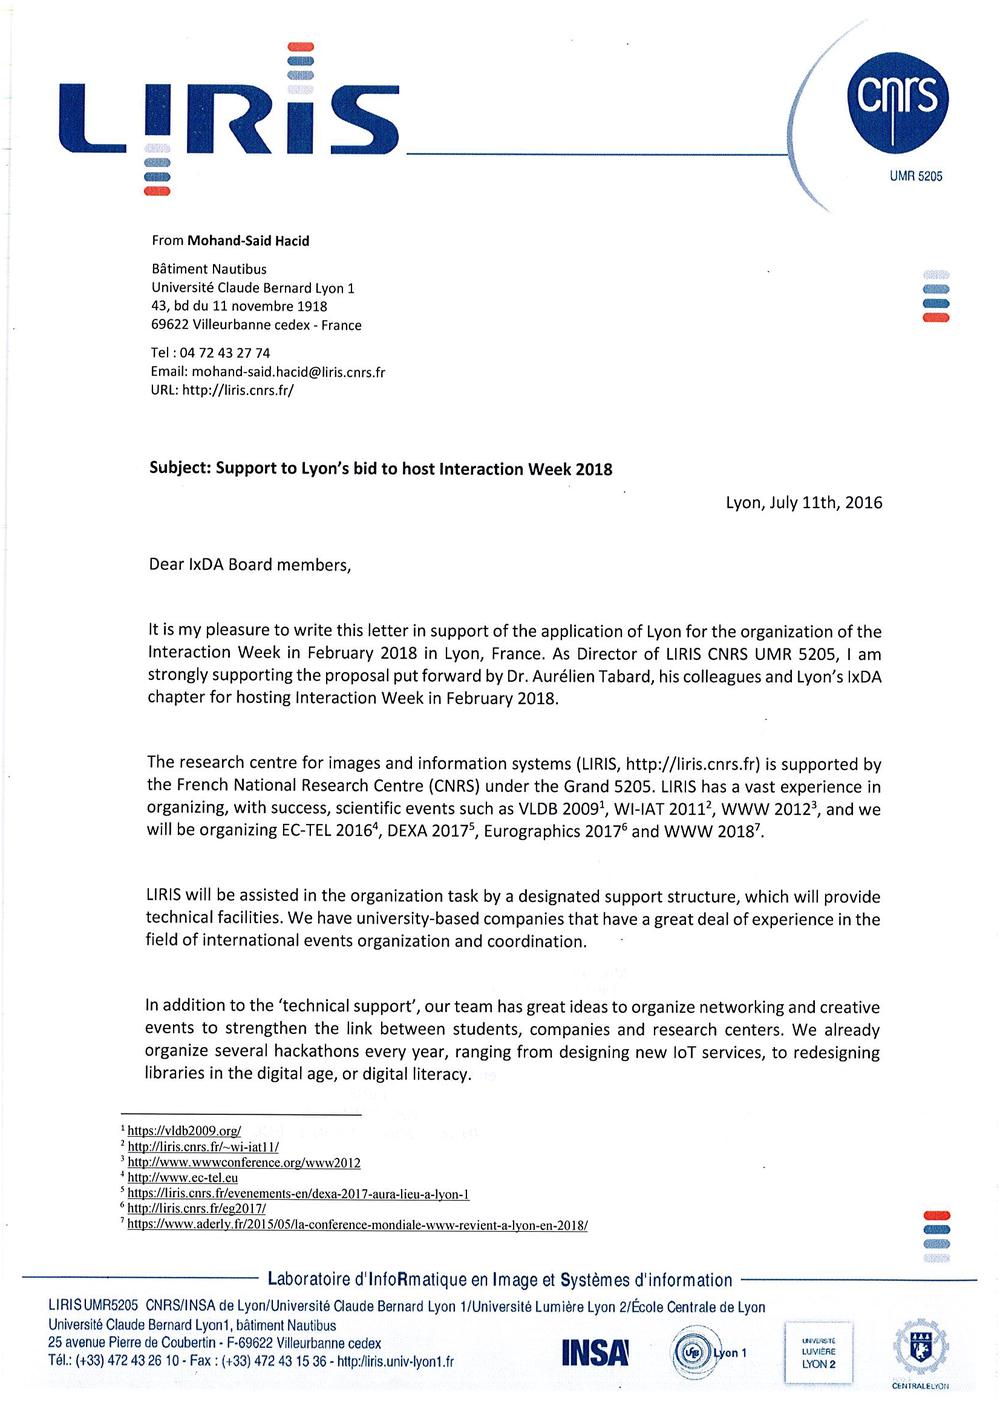 LIRIS
cnrs
UMR 5205
From Mohand-Said Hacid
Bâtiment Nautibus
Université Claude Bernard Lyon 1
43, bd du 11 novembre 1918
69622 Villeurbanne cedex - France
Tel : 04 72 43 27 74
Email: mohand-said.hacid@liris.cnrs.fr
URL: http://liris.cnrs.fr/
Subject: Support to Lyon's bid to host Interaction Week 2018
Lyon, July 11th, 2016
Dear IxDA Board members,
It is my pleasure to write this letter in support of the application of Lyon for the organization of the
Interaction Week in February 2018 in Lyon, France. As Director of LIRIS CNRS UMR 5205, I am
strongly supporting the proposal put forward by Dr. Aurélien Tabard, his colleagues and Lyon's IxDA
chapter for hosting Interaction Week in February 2018.
The research centre for images and information systems (LIRIS, http://liris.cnrs.fr) is supported by
the French National Research Centre (CNRS) under the Grand 5205. LIRIS has a vast experience in
organizing, with success, scientific events such as VLDB 2009¹, WI-IAT 2011², WWW 2012³, and we
will be organizing EC-TEL 2016⁴, DEXA 2017⁵, Eurographics 2017⁶ and WWW 2018⁷.
LIRIS will be assisted in the organization task by a designated support structure, which will provide
technical facilities. We have university-based companies that have a great deal of experience in the
field of international events organization and coordination.
In addition to the 'technical support', our team has great ideas to organize networking and creative
events to strengthen the link between students, companies and research centers. We already
organize several hackathons every year, ranging from designing new IoT services, to redesigning
libraries in the digital age, or digital literacy.
¹ https://vldb2009.org/
² http://liris.cnrs.fr/~wi-iat11/
³ http://www.wwwconference.org/www2012
⁴ http://www.ec-tel.eu
⁵ https://liris.cnrs.fr/evenements-en/dexa-2017-aura-lieu-a-lyon-1
⁶ http://liris.cnrs.fr/eg2017/
⁷ https://www.aderly.fr/2015/05/la-conference-mondiale-www-revient-a-lyon-en-2018/
Laboratoire d'InfoRmatique en Image et Systèmes d'information
LIRIS UMR5205 CNRS/INSA de Lyon/Université Claude Bernard Lyon 1/Université Lumière Lyon 2/École Centrale de Lyon
Université Claude Bernard Lyon1, bâtiment Nautibus
25 avenue Pierre de Coubertin - F-69622 Villeurbanne cedex
Tél.: (+33) 472 43 26 10 - Fax : (+33) 472 43 15 36 - http:/liris.univ-lyon1.fr
INSA
UCB Lyon 1
UNIVERSITÉ
LUMIÈRE
LYON 2
CENTRALELYON